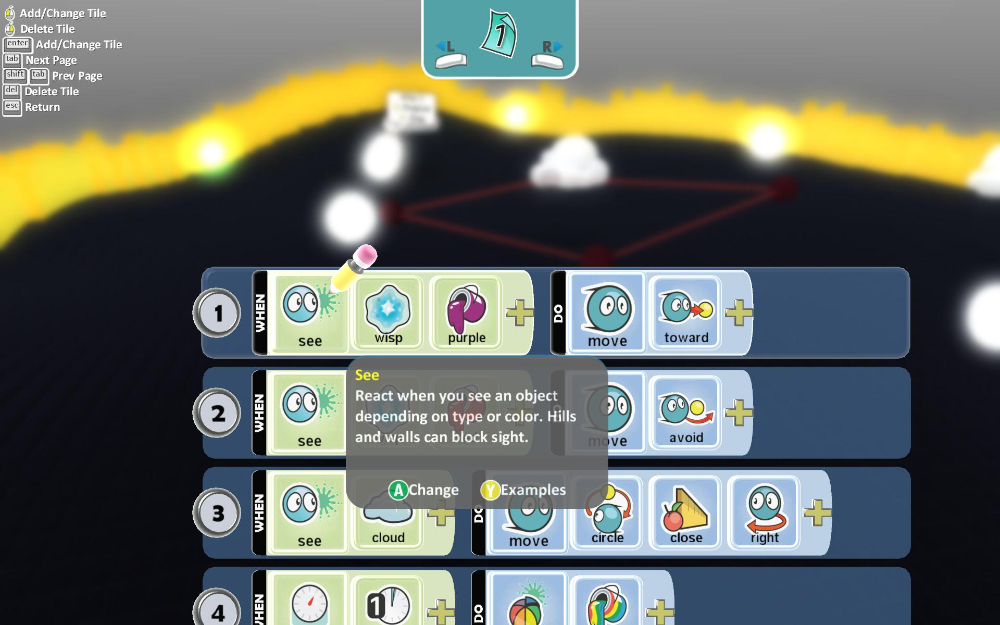 Add/Change Tile
Delete Tile
enter Add/Change Tile
tab Next Page
shift tab Prev Page
del Delete Tile
esc Return
1
L R
1 WHEN see wisp purple DO move toward
2 WHEN see DO move avoid
See
React when you see an object
depending on type or color. Hills
and walls can block sight.
A Change Y Examples
3 WHEN see cloud DO move circle close right
4 WHEN 1 DO